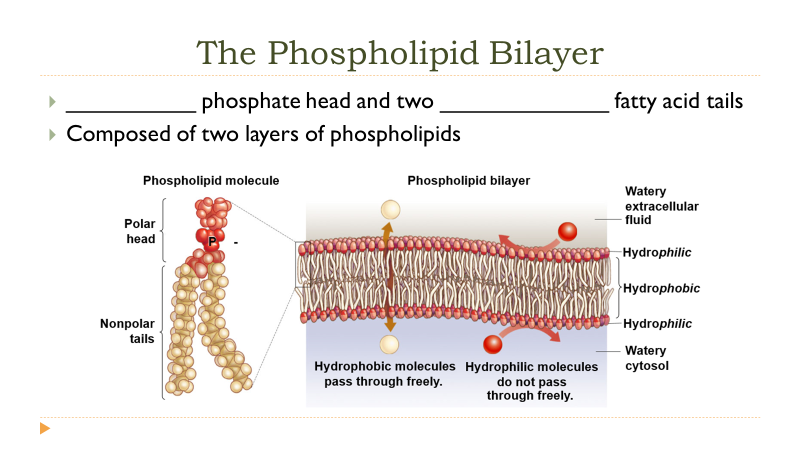 The Phospholipid Bilayer
___________ phosphate head and two ______________ fatty acid tails
Composed of two layers of phospholipids
Phospholipid molecule
Phospholipid bilayer
Polar
head
P -
Nonpolar
tails
Watery
extracellular
fluid
Hydrophilic
Hydrophobic
Hydrophilic
Watery
cytosol
Hydrophobic molecules
pass through freely.
Hydrophilic molecules
do not pass
through freely.